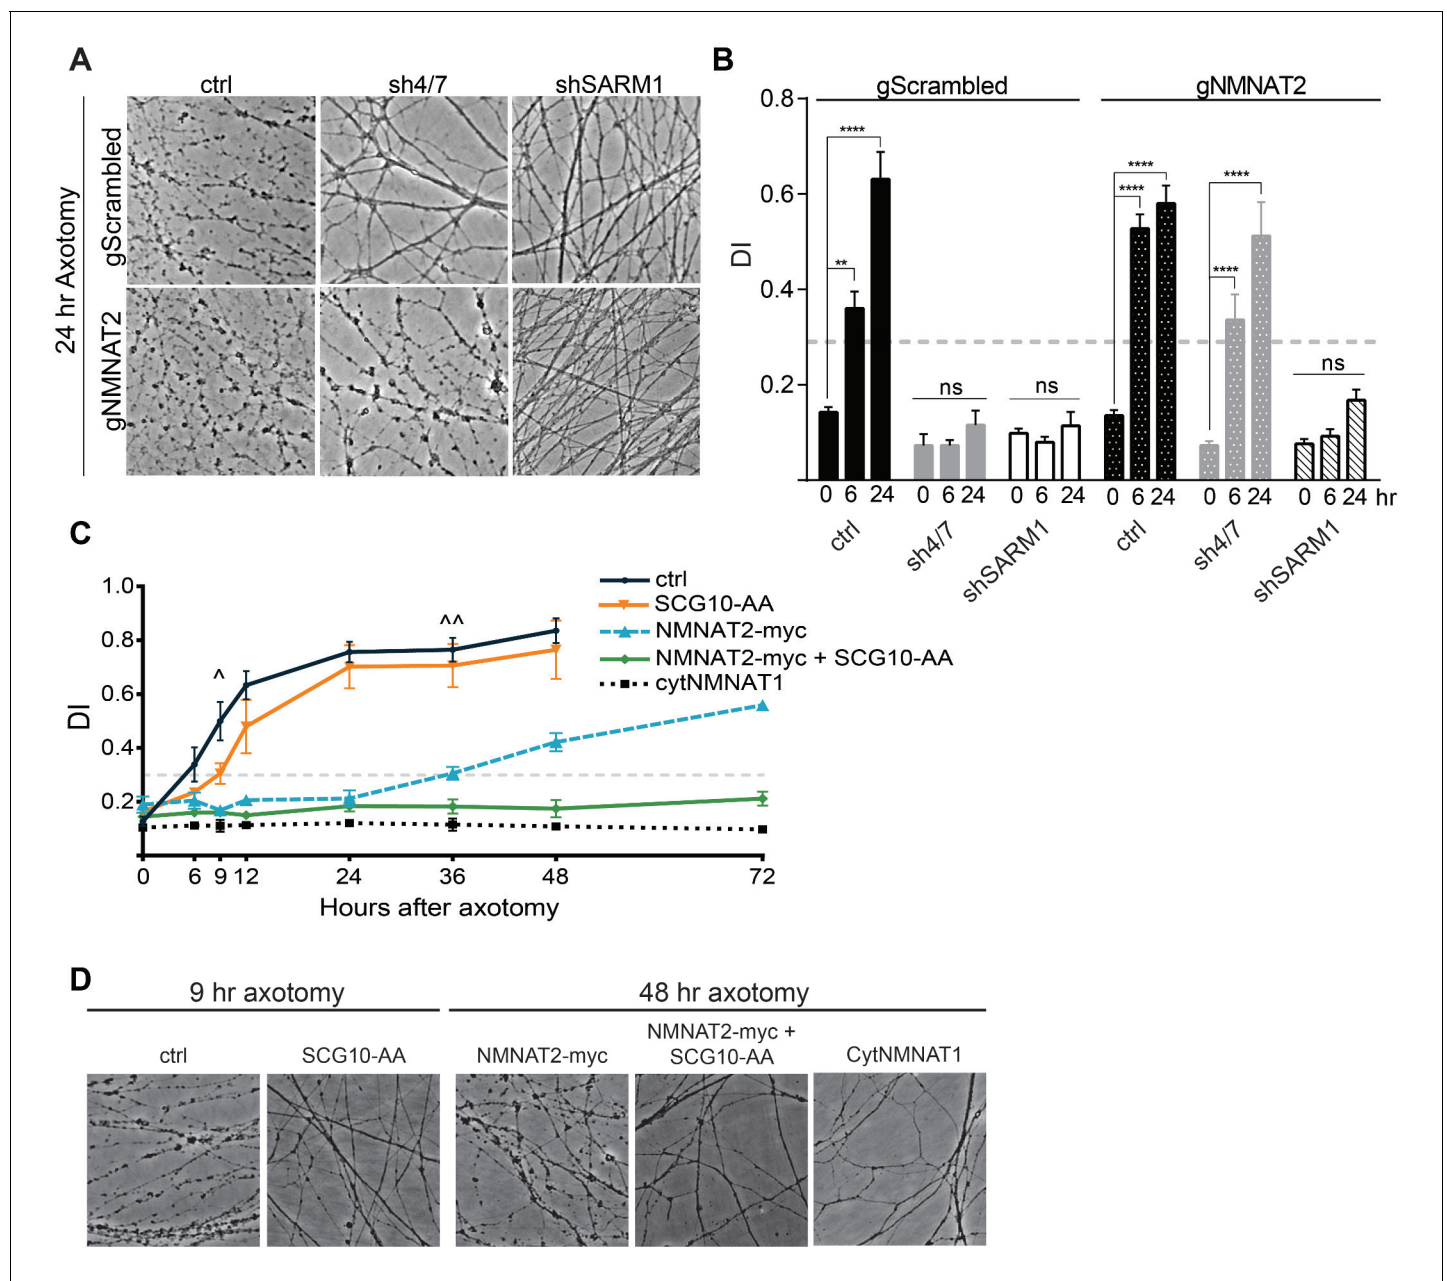 A
ctrl
sh4/7
shSARM1
24 hr Axotomy
gScrambled
gNMNAT2
B
gScrambled
gNMNAT2
DI
0.8
0.6
0.4
0.2
****
**
ns
ns
****
****
****
****
ns
0 6 24
0 6 24
0 6 24
0 6 24
0 6 24
0 6 24 hr
ctrl
sh4/7
shSARM1
ctrl
sh4/7
shSARM1
C
DI
1.0
0.8
0.6
0.4
0.2
^
^^
ctrl
SCG10-AA
NMNAT2-myc
NMNAT2-myc + SCG10-AA
cytNMNAT1
0 6 9 12 24 36 48 72
Hours after axotomy
D
9 hr axotomy
48 hr axotomy
ctrl
SCG10-AA
NMNAT2-myc
NMNAT2-myc +
SCG10-AA
CytNMNAT1